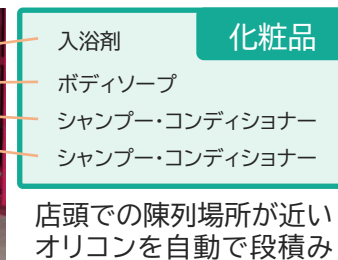 化粧品
入浴剤
ボディソープ
シャンプー・コンディショナー
シャンプー・コンディショナー
店頭での陳列場所が近い
オリコンを自動で段積み